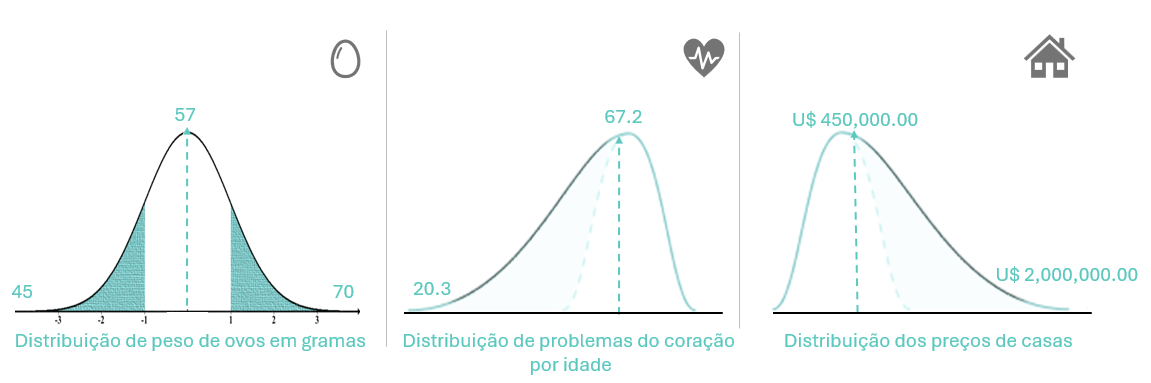 57
45
70
-3 -2 -1 1 2 3
Distribuição de peso de ovos em gramas
67.2
20.3
Distribuição de problemas do coração
por idade
U$ 450,000.00
U$ 2,000,000.00
Distribuição dos preços de casas